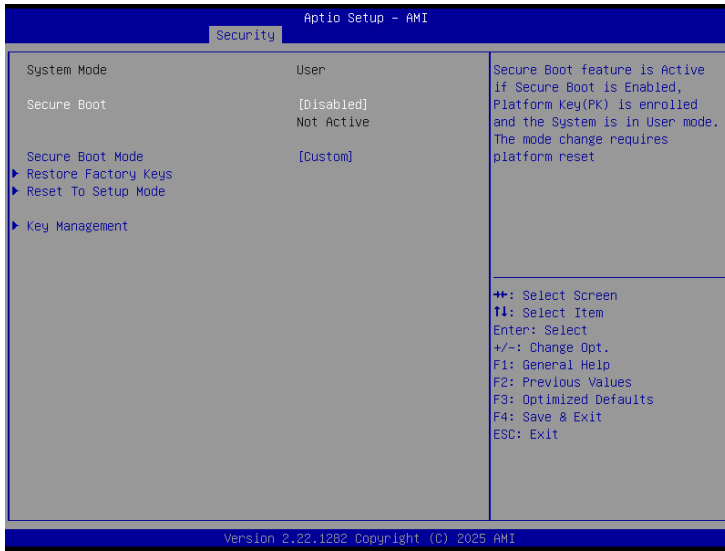 Aptio Setup – AMI
Security
System Mode User
Secure Boot [Disabled]
Not Active
Secure Boot Mode [Custom]
▶ Restore Factory Keys
▶ Reset To Setup Mode
▶ Key Management
Secure Boot feature is Active
if Secure Boot is Enabled,
Platform Key(PK) is enrolled
and the System is in User mode.
The mode change requires
platform reset
→←: Select Screen
↑↓: Select Item
Enter: Select
+/-: Change Opt.
F1: General Help
F2: Previous Values
F3: Optimized Defaults
F4: Save & Exit
ESC: Exit
Version 2.22.1282 Copyright (C) 2025 AMI